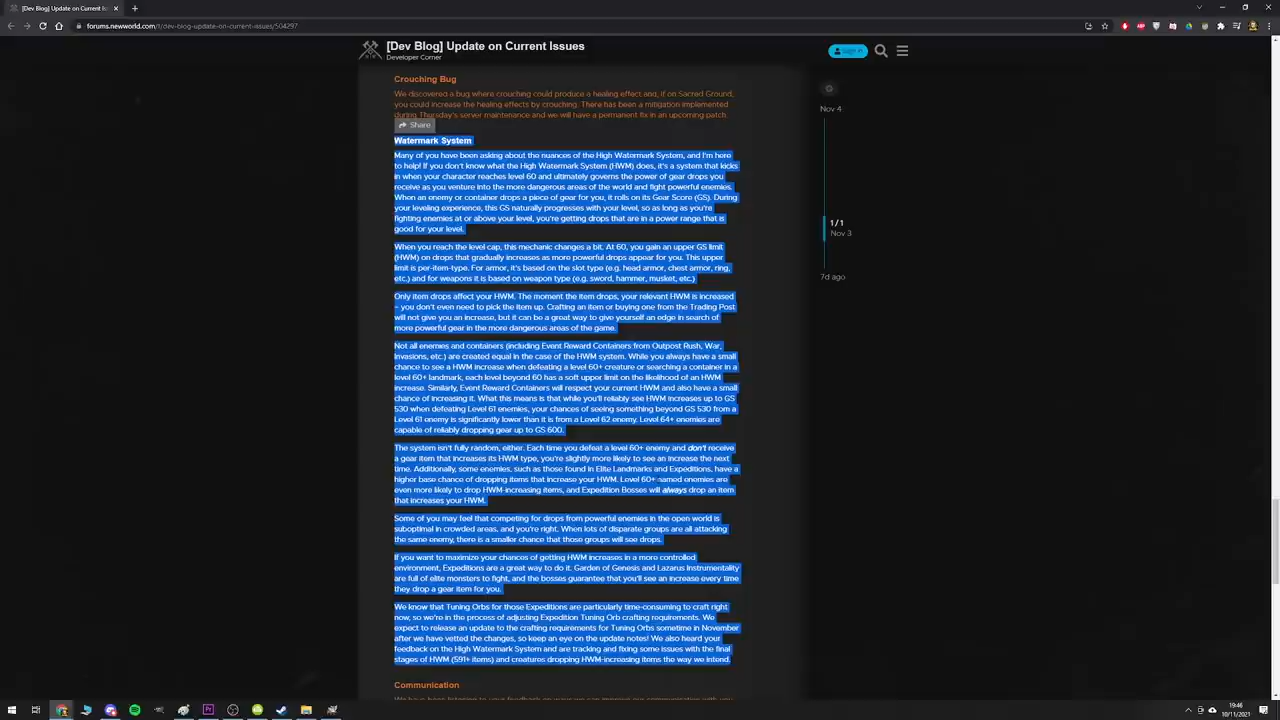 [Dev Blog] Update on Current Issues
forums.newworld.com/t/dev-blog-update-on-current-issues/504297
[Dev Blog] Update on Current Issues
Developer Corner
Log In
Crouching Bug
We discovered a bug where crouching could produce a healing effect and, if on Sacred Ground,
you could increase the healing effects by crouching. There has been a mitigation implemented
during Thursday's server maintenance and we will have a permanent fix in an upcoming patch.
Share
Watermark System
Many of you have been asking about the nuances of the High Watermark System, and I'm here
to help! If you don't know what the High Watermark System (HWM) does, it's a system that kicks
in when your character reaches level 60 and ultimately governs the power of gear drops you
receive as you venture into the more dangerous areas of the world and fight powerful enemies.
When an enemy or container drops a piece of gear for you, it rolls on its Gear Score (GS). During
your leveling experience, this GS naturally progresses with your level, so as long as you're
fighting enemies at or above your level, you're getting drops that are in a power range that is
good for your level.
When you reach the level cap, this mechanic changes a bit. At 60, you gain an upper GS limit
(HWM) on drops that gradually increases as more powerful drops appear for you. This upper
limit is per-item-type. For armor, it's based on the slot type (e.g. head armor, chest armor, ring,
etc.) and for weapons it is based on weapon type (e.g. sword, hammer, musket, etc.)
Only item drops affect your HWM. The moment the item drops, your relevant HWM is increased
– you don't even need to pick the item up. Crafting an item or buying one from the Trading Post
will not give you an increase, but it can be a great way to give yourself an edge in search of
more powerful gear in the more dangerous areas of the game.
Not all enemies and containers (including Event Reward Containers from Outpost Rush, War,
Invasions, etc.) are created equal in the case of the HWM system. While you always have a small
chance to see a HWM increase when defeating a level 60+ creature or searching a container in a
level 60+ landmark, each level beyond 60 has a soft upper limit on the likelihood of an HWM
increase. Similarly, Event Reward Containers will respect your current HWM and also have a small
chance of increasing it. What this means is that while you'll reliably see HWM increases up to GS
530 when defeating Level 61 enemies, your chances of seeing something beyond GS 530 from a
Level 61 enemy is significantly lower than it is from a Level 62 enemy. Level 64+ enemies are
capable of reliably dropping gear up to GS 600.
The system isn't fully random, either. Each time you defeat a level 60+ enemy and don't receive
a gear item that increases its HWM type, you're slightly more likely to see an increase the next
time. Additionally, some enemies, such as those found in Elite Landmarks and Expeditions, have a
higher base chance of dropping items that increase your HWM. Level 60+ named enemies are
even more likely to drop HWM-increasing items, and Expedition Bosses will always drop an item
that increases your HWM.
Some of you may feel that competing for drops from powerful enemies in the open world is
suboptimal in crowded areas, and you're right. When lots of disparate groups are all attacking
the same enemy, there is a smaller chance that those groups will see drops.
If you want to maximize your chances of getting HWM increases in a more controlled
environment, Expeditions are a great way to do it. Garden of Genesis and Lazarus Instrumentality
are full of elite monsters to fight, and the bosses guarantee that you'll see an increase every time
they drop a gear item for you.
We know that Tuning Orbs for those Expeditions are particularly time-consuming to craft right
now, so we're in the process of adjusting Expedition Tuning Orb crafting requirements. We
expect to release an update to the crafting requirements for Tuning Orbs sometime in November
after we have vetted the changes, so keep an eye on the update notes! We also heard your
feedback on the High Watermark System and are tracking and fixing some issues with the final
stages of HWM (591+ items) and creatures dropping HWM-increasing items the way we intend.
Communication
Nov 4
1/1
Nov 3
7d ago
19:46
10/11/2021